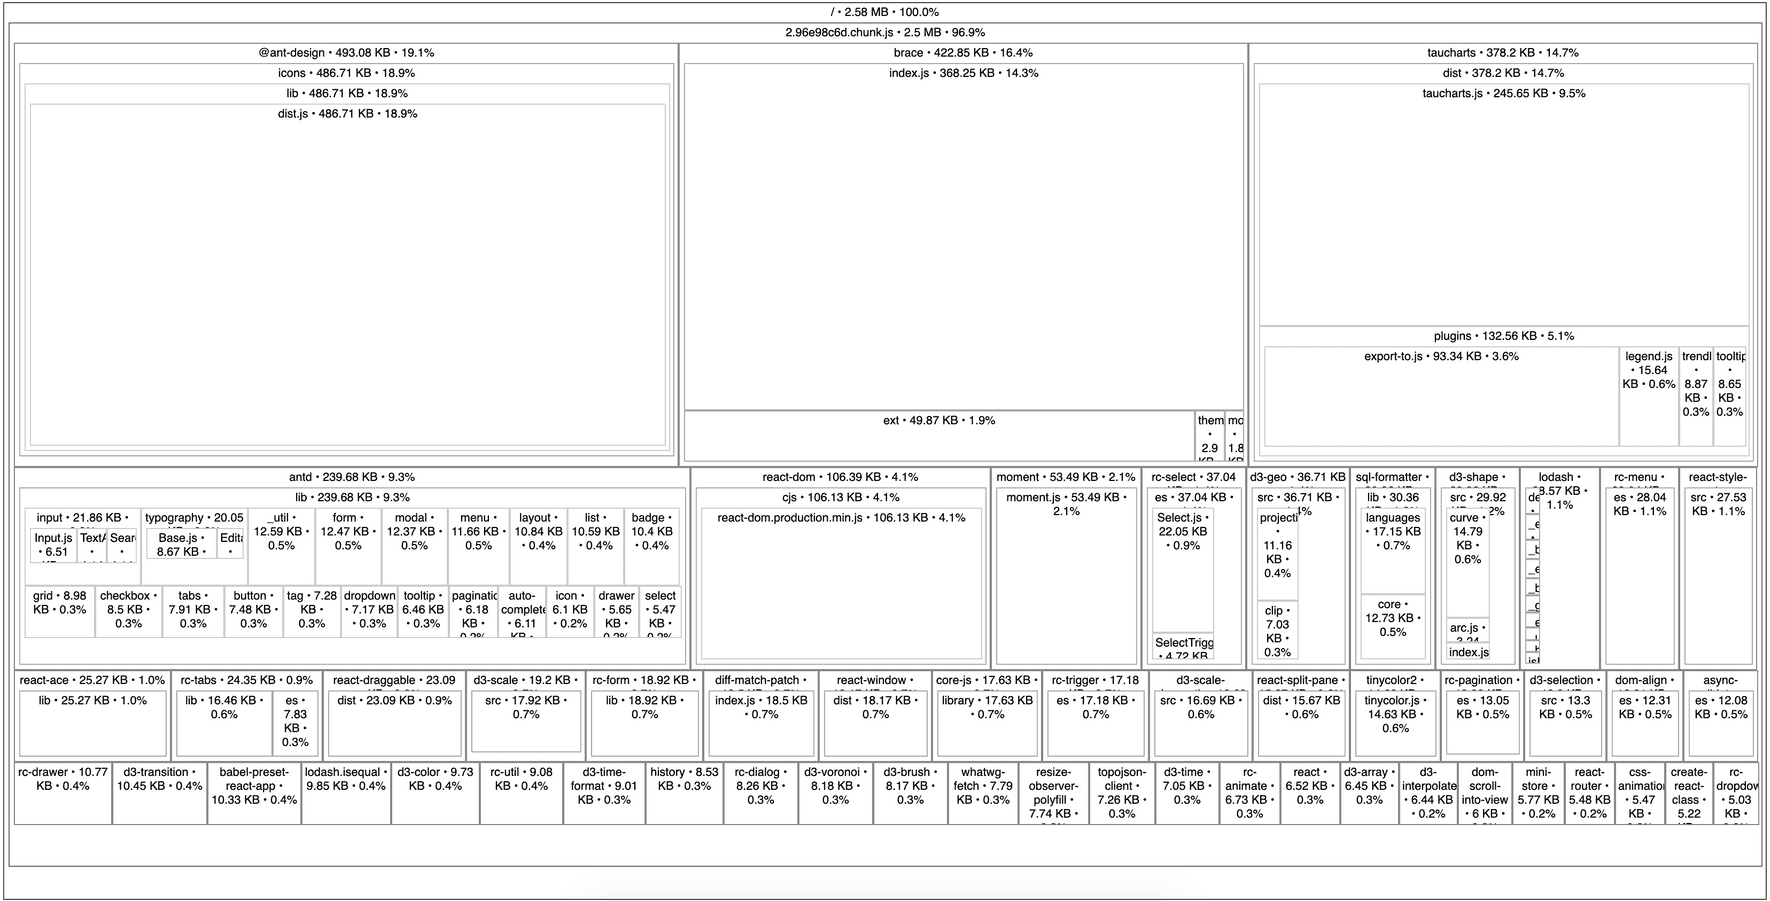 / • 2.58 MB • 100.0%
2.96e98c6d.chunk.js • 2.5 MB • 96.9%
@ant-design • 493.08 KB • 19.1%
icons • 486.71 KB • 18.9%
lib • 486.71 KB • 18.9%
dist.js • 486.71 KB • 18.9%
brace • 422.85 KB • 16.4%
index.js • 368.25 KB • 14.3%
ext • 49.87 KB • 1.9%
them
•
2.9
mo
•
1.8
taucharts • 378.2 KB • 14.7%
dist • 378.2 KB • 14.7%
taucharts.js • 245.65 KB • 9.5%
plugins • 132.56 KB • 5.1%
export-to.js • 93.34 KB • 3.6%
legend.js
• 15.64
KB • 0.6%
trendl
•
8.87
KB •
0.3%
tooltip
•
8.65
KB •
0.3%
antd • 239.68 KB • 9.3%
lib • 239.68 KB • 9.3%
input • 21.86 KB •
Input.js
• 6.51
TextA
•
Sear
•
typography • 20.05
Base.js •
8.67 KB •
Edita
•
_util •
12.59 KB •
0.5%
form •
12.47 KB •
0.5%
modal •
12.37 KB •
0.5%
menu •
11.66 KB •
0.5%
layout •
10.84 KB
• 0.4%
list •
10.59 KB
• 0.4%
badge •
10.4 KB
• 0.4%
grid • 8.98
KB • 0.3%
checkbox •
8.5 KB •
0.3%
tabs •
7.91 KB •
0.3%
button •
7.48 KB •
0.3%
tag • 7.28
KB •
0.3%
dropdown
• 7.17 KB
• 0.3%
tooltip •
6.46 KB
• 0.3%
paginatic
• 6.18
KB •
0.2%
auto-
complete
• 6.11
KB •
icon •
6.1 KB
• 0.2%
drawer
• 5.65
KB •
0.2%
select
• 5.47
KB •
0.2%
react-dom • 106.39 KB • 4.1%
cjs • 106.13 KB • 4.1%
react-dom.production.min.js • 106.13 KB • 4.1%
moment • 53.49 KB • 2.1%
moment.js • 53.49 KB •
2.1%
rc-select • 37.04
es • 37.04 KB •
Select.js •
22.05 KB
• 0.9%
SelectTrigg
• 4.72 KB
d3-geo • 36.71 KB
src • 36.71 KB •
projecti
•
11.16
KB •
0.4%
clip •
7.03
KB •
0.3%
sql-formatter •
lib • 30.36
languages
• 17.15 KB
• 0.7%
core •
12.73 KB •
0.5%
d3-shape •
src • 29.92
curve •
14.79
KB •
0.6%
arc.js •
3.24
index.js
lodash •
8.57 KB •
1.1%
rc-menu •
es • 28.04
KB • 1.1%
react-style-
src • 27.53
KB • 1.1%
react-ace • 25.27 KB • 1.0%
lib • 25.27 KB • 1.0%
rc-tabs • 24.35 KB • 0.9%
lib • 16.46 KB •
0.6%
es •
7.83
KB •
0.3%
react-draggable • 23.09
dist • 23.09 KB • 0.9%
d3-scale • 19.2 KB •
src • 17.92 KB •
0.7%
rc-form • 18.92 KB •
lib • 18.92 KB •
0.7%
diff-match-patch •
index.js • 18.5 KB
• 0.7%
react-window •
dist • 18.17 KB •
0.7%
core-js • 17.63 KB •
library • 17.63 KB
• 0.7%
rc-trigger • 17.18
es • 17.18 KB •
0.7%
d3-scale-
src • 16.69 KB •
0.6%
react-split-pane •
dist • 15.67 KB
• 0.6%
tinycolor2 •
tinycolor.js •
14.63 KB •
0.6%
rc-pagination •
es • 13.05
KB • 0.5%
d3-selection •
src • 13.3
KB • 0.5%
dom-align •
es • 12.31
KB • 0.5%
async-
es • 12.08
KB • 0.5%
rc-drawer • 10.77
KB • 0.4%
d3-transition •
10.45 KB • 0.4%
babel-preset-
react-app •
10.33 KB • 0.4%
lodash.isequal •
9.85 KB • 0.4%
d3-color • 9.73
KB • 0.4%
rc-util • 9.08
KB • 0.4%
d3-time-
format • 9.01
KB • 0.3%
history • 8.53
KB • 0.3%
rc-dialog •
8.26 KB •
0.3%
d3-voronoi •
8.18 KB •
0.3%
d3-brush •
8.17 KB •
0.3%
whatwg-
fetch • 7.79
KB • 0.3%
resize-
observer-
polyfill •
7.74 KB •
topojson-
client •
7.26 KB •
0.3%
d3-time •
7.05 KB •
0.3%
rc-
animate •
6.73 KB •
0.3%
react •
6.52 KB
• 0.3%
d3-array •
6.45 KB •
0.3%
d3-
interpolate
• 6.44 KB
• 0.2%
dom-
scroll-
into-view
• 6 KB •
mini-
store •
5.77 KB
• 0.2%
react-
router •
5.48 KB
• 0.2%
css-
animation
• 5.47
KB •
create-
react-
class •
5.22
rc-
dropdow
• 5.03
KB •